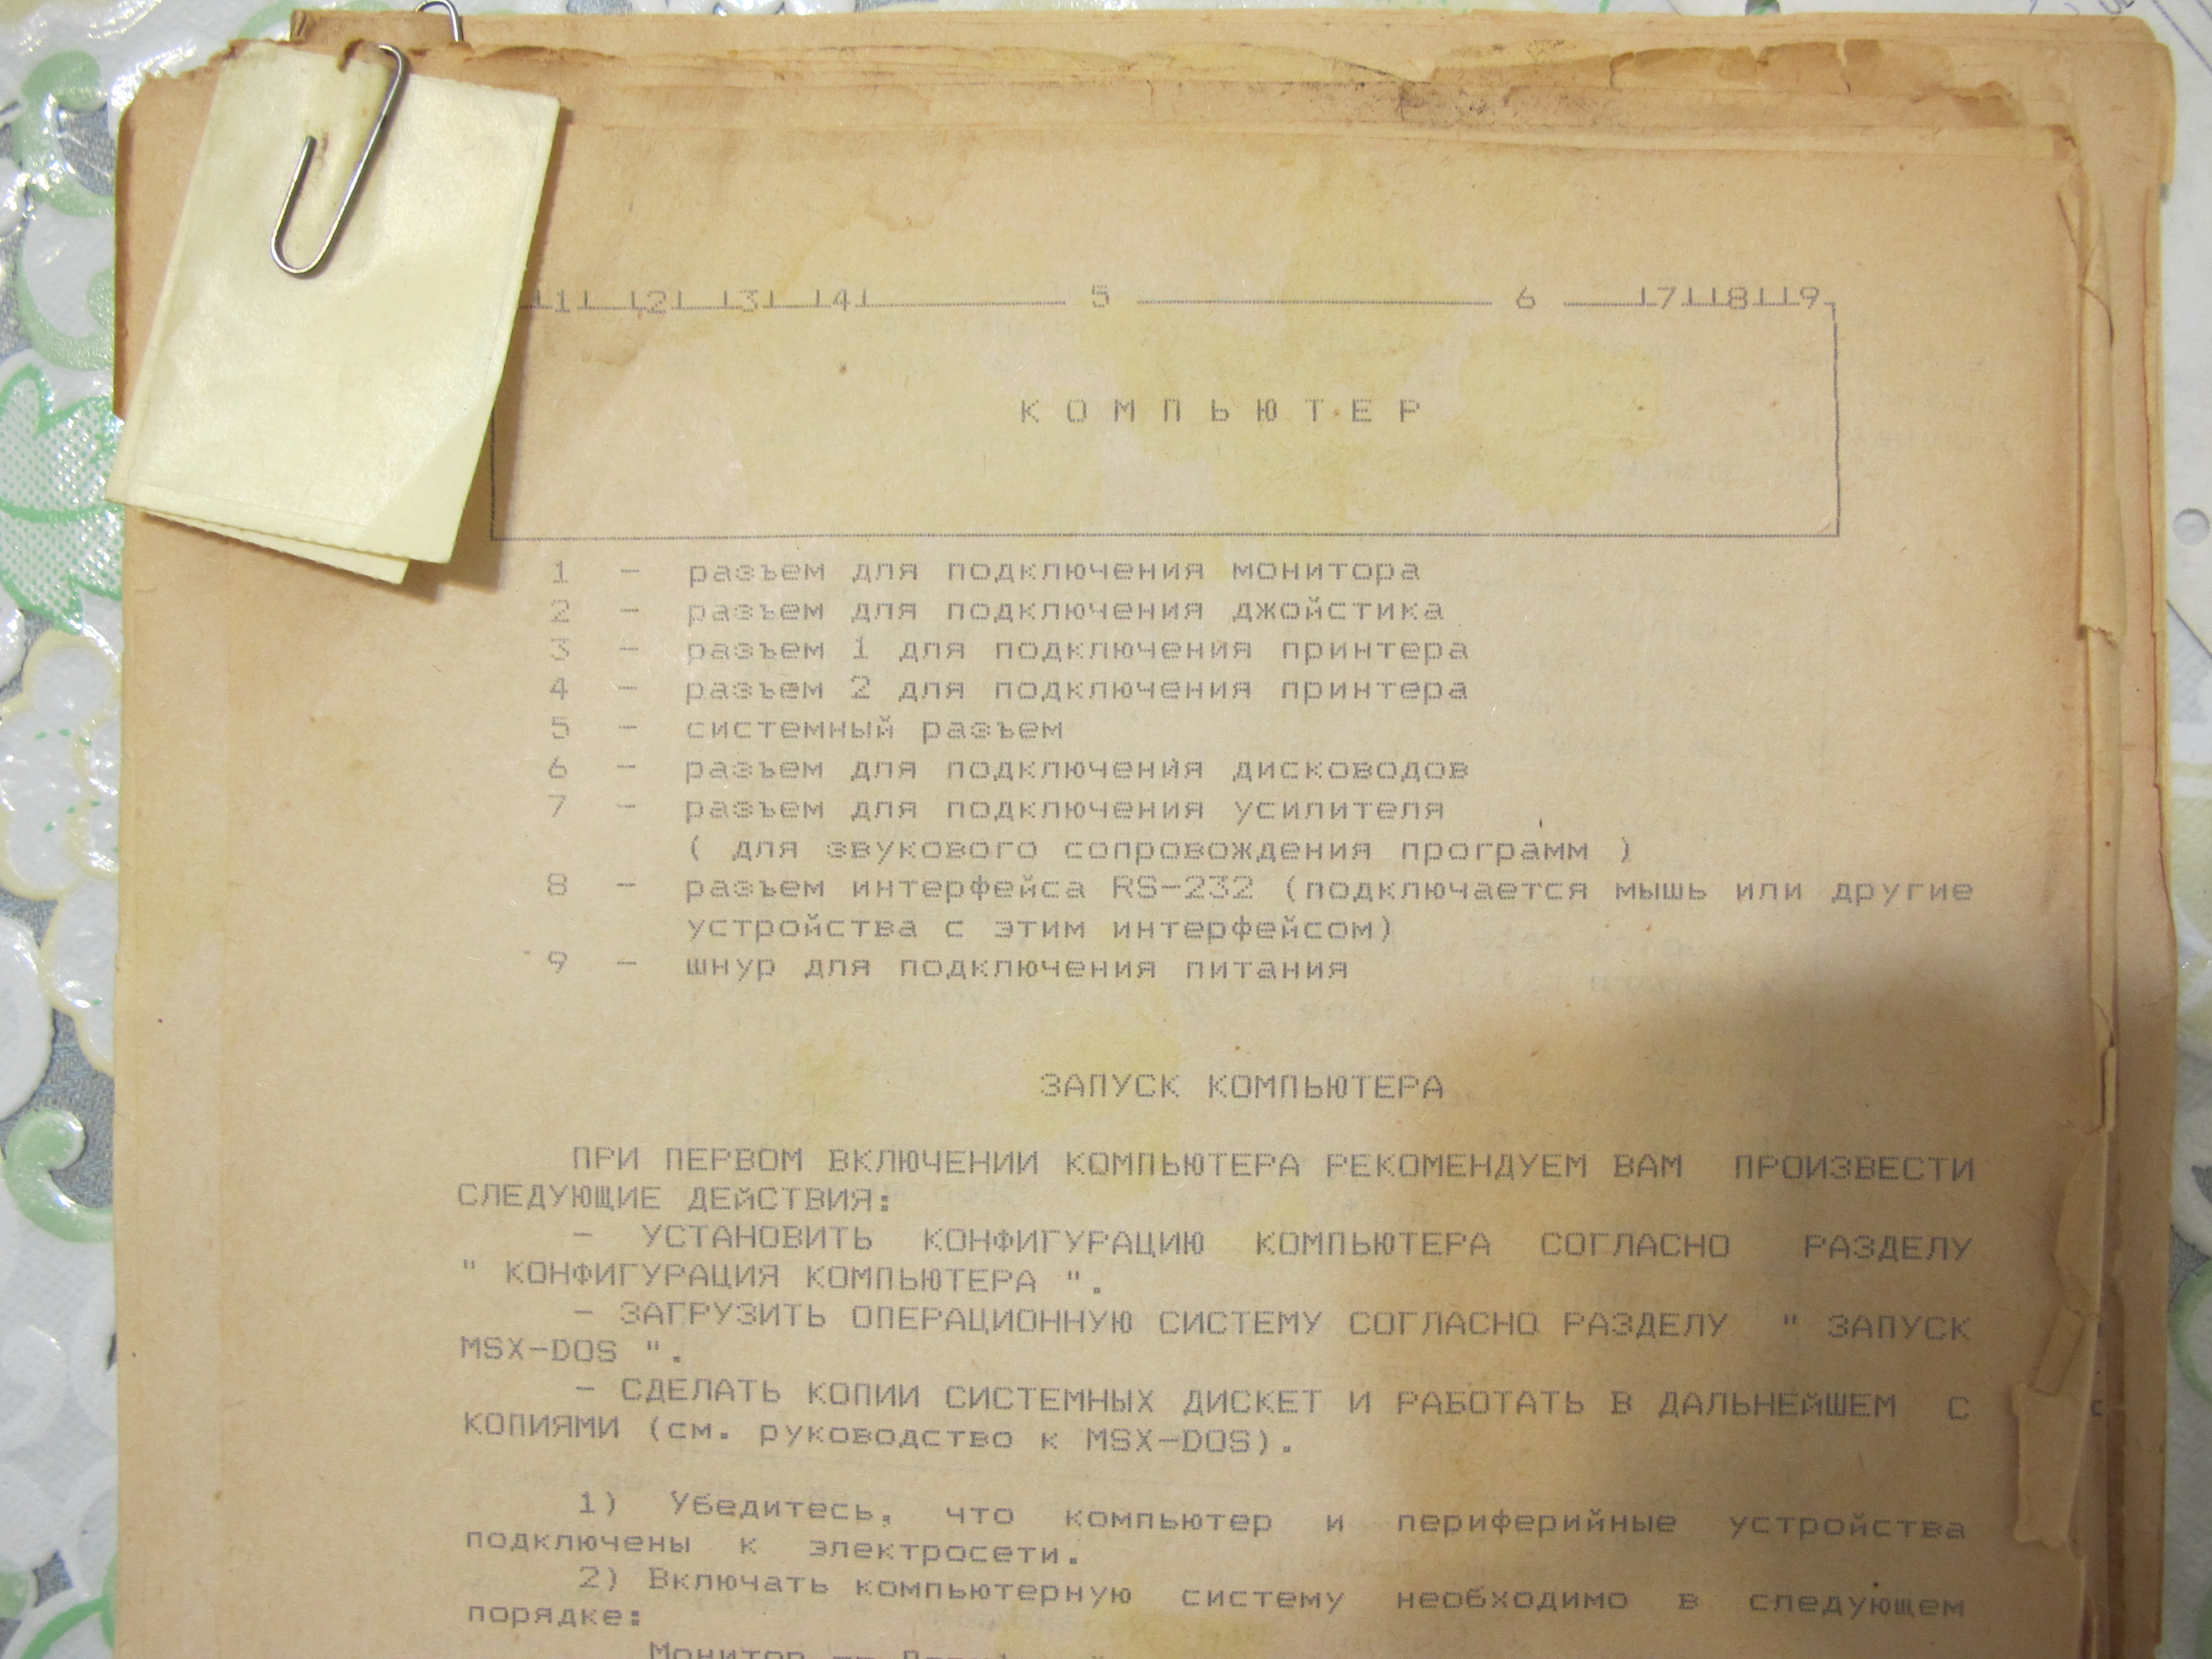 1 2 3 4 5 6 7 8 9
К О М П Ь Ю Т Е Р
1 - разъем для подключения монитора
2 - разъем для подключения джойстика
3 - разъем 1 для подключения принтера
4 - разъем 2 для подключения принтера
5 - системный разъем
6 - разъем для подключения дисководов
7 - разъем для подключения усилителя
( для звукового сопровождения программ )
8 - разъем интерфейса RS-232 (подключается мышь или другие
устройства с этим интерфейсом)
9 - шнур для подключения питания
ЗАПУСК КОМПЬЮТЕРА
ПРИ ПЕРВОМ ВКЛЮЧЕНИИ КОМПЬЮТЕРА РЕКОМЕНДУЕМ ВАМ ПРОИЗВЕСТИ
СЛЕДУЮЩИЕ ДЕЙСТВИЯ:
- УСТАНОВИТЬ КОНФИГУРАЦИЮ КОМПЬЮТЕРА СОГЛАСНО РАЗДЕЛУ
" КОНФИГУРАЦИЯ КОМПЬЮТЕРА ".
- ЗАГРУЗИТЬ ОПЕРАЦИОННУЮ СИСТЕМУ СОГЛАСНО РАЗДЕЛУ " ЗАПУСК
MSX-DOS ".
- СДЕЛАТЬ КОПИИ СИСТЕМНЫХ ДИСКЕТ И РАБОТАТЬ В ДАЛЬНЕЙШЕМ С
КОПИЯМИ (см. руководство к MSX-DOS).
1) Убедитесь, что компьютер и периферийные устройства
подключены к электросети.
2) Включать компьютерную систему необходимо в следующем
порядке:
Монитор